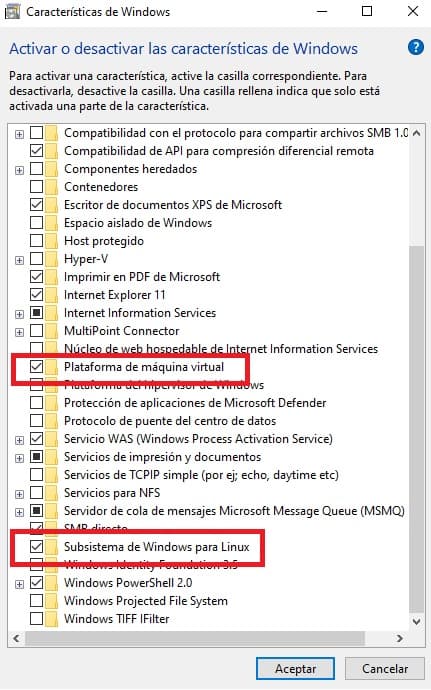 Características de Windows
Activar o desactivar las características de Windows
?
Para activar una característica, active la casilla correspondiente. Para
desactivarla, desactive la casilla. Una casilla rellena indica que solo está
activada una parte de la característica.
Compatibilidad con el protocolo para compartir archivos SMB 1.0
Compatibilidad de API para compresión diferencial remota
Componentes heredados
Contenedores
Escritor de documentos XPS de Microsoft
Espacio aislado de Windows
Host protegido
Hyper-V
Imprimir en PDF de Microsoft
Internet Explorer 11
Internet Information Services
MultiPoint Connector
Núcleo de web hospedable de Internet Information Services
Plataforma de máquina virtual
Plataforma del hipervisor de Windows
Protección de aplicaciones de Microsoft Defender
Protocolo de puente del centro de datos
Servicio WAS (Windows Process Activation Service)
Servicios de impresión y documentos
Servicios de TCPIP simple (por ej; echo, daytime etc)
Servicios para NFS
Servidor de cola de mensajes Microsoft Message Queue (MSMQ)
SMB directo
Subsistema de Windows para Linux
Windows Identity Foundation 3.5
Windows PowerShell 2.0
Windows Projected File System
Windows TIFF IFilter
Aceptar
Cancelar